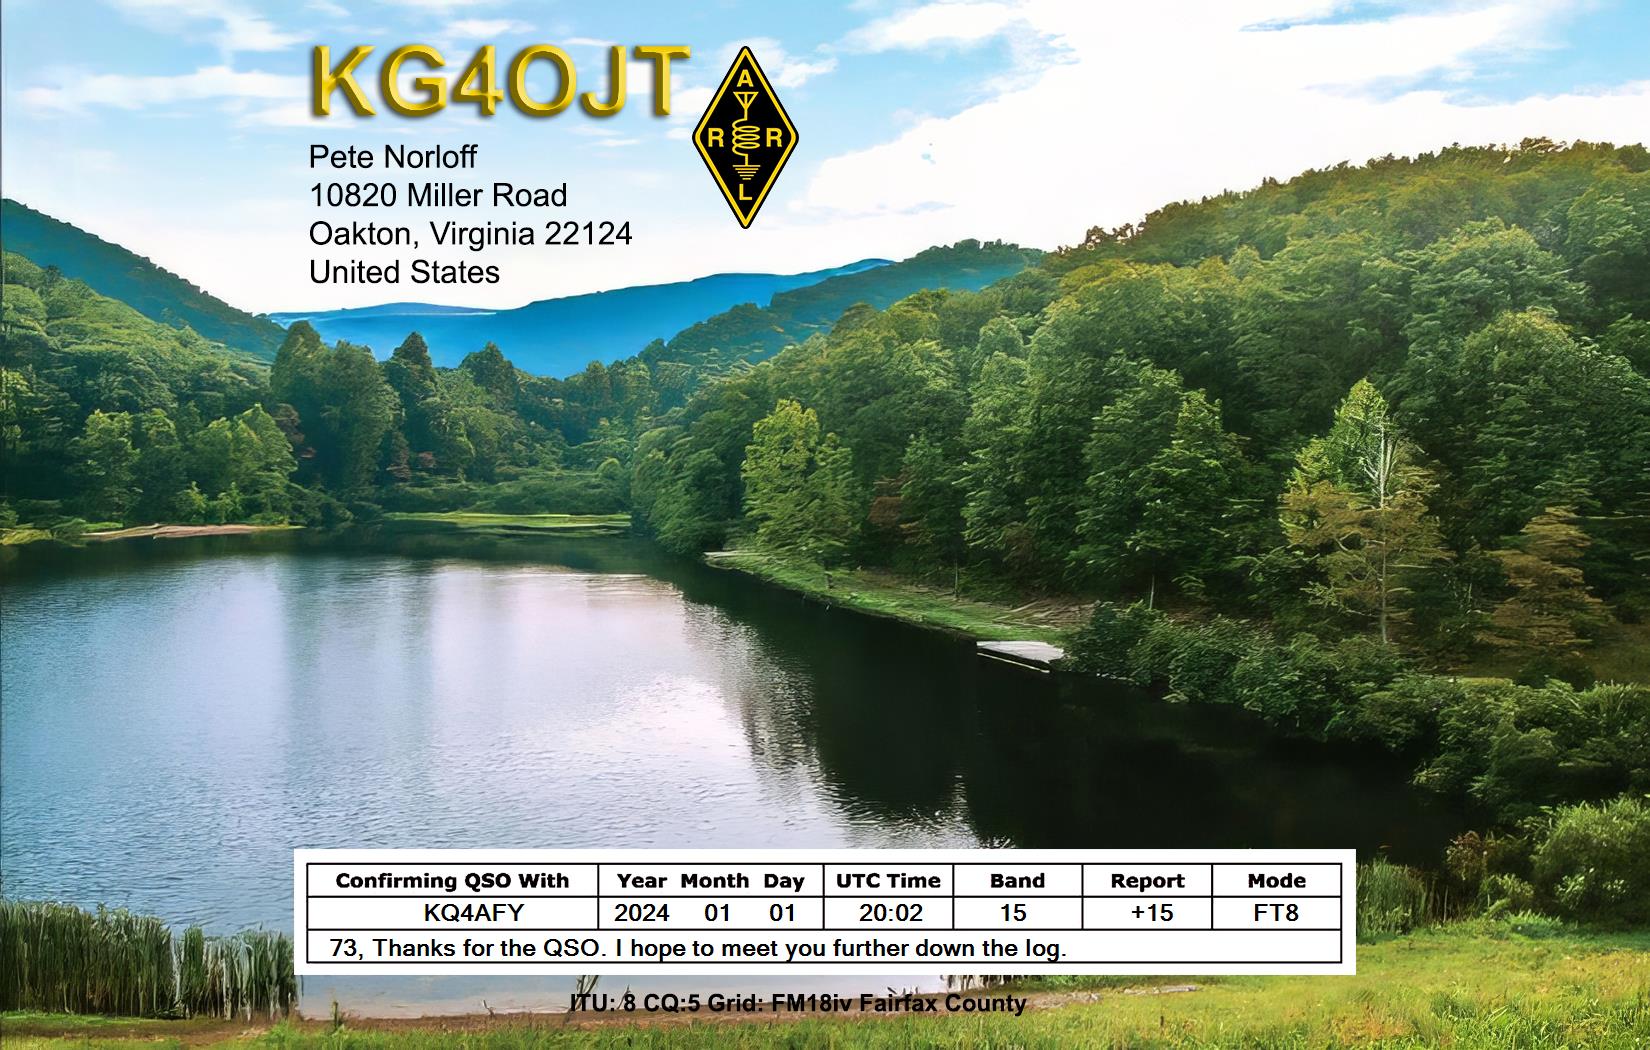 KG4OJT
A
R R
L
Pete Norloff
10820 Miller Road
Oakton, Virginia 22124
United States
Confirming QSO With Year Month Day UTC Time Band Report Mode
KQ4AFY 2024 01 01 20:02 15 +15 FT8
73, Thanks for the QSO. I hope to meet you further down the log.
ITU: 8 CQ:5 Grid: FM18iv Fairfax County